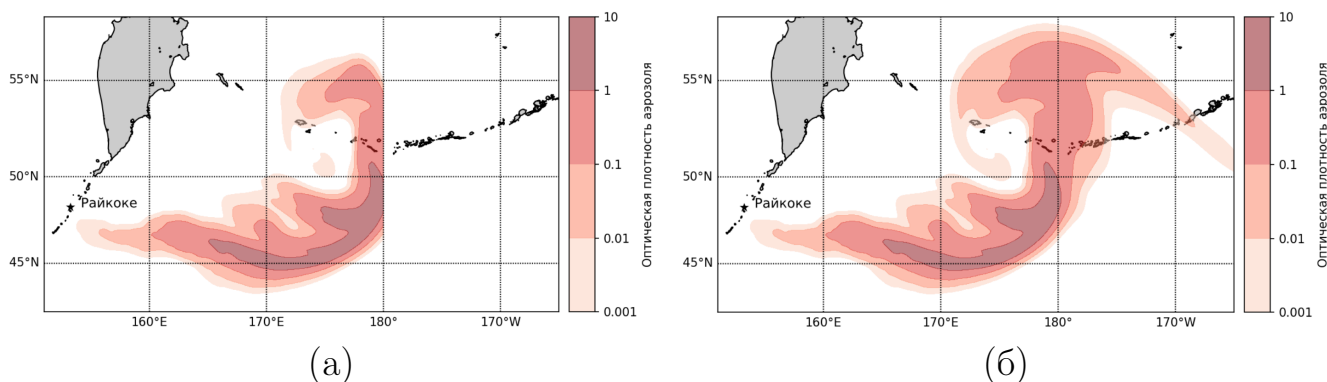 55°N
50°N
45°N
160°E
170°E
180°
170°W
Райкоке
10
1
0.1
0.01
0.001
Оптическая плотность аэрозоля
(а)
55°N
50°N
45°N
160°E
170°E
180°
170°W
Райкоке
10
1
0.1
0.01
0.001
Оптическая плотность аэрозоля
(б)